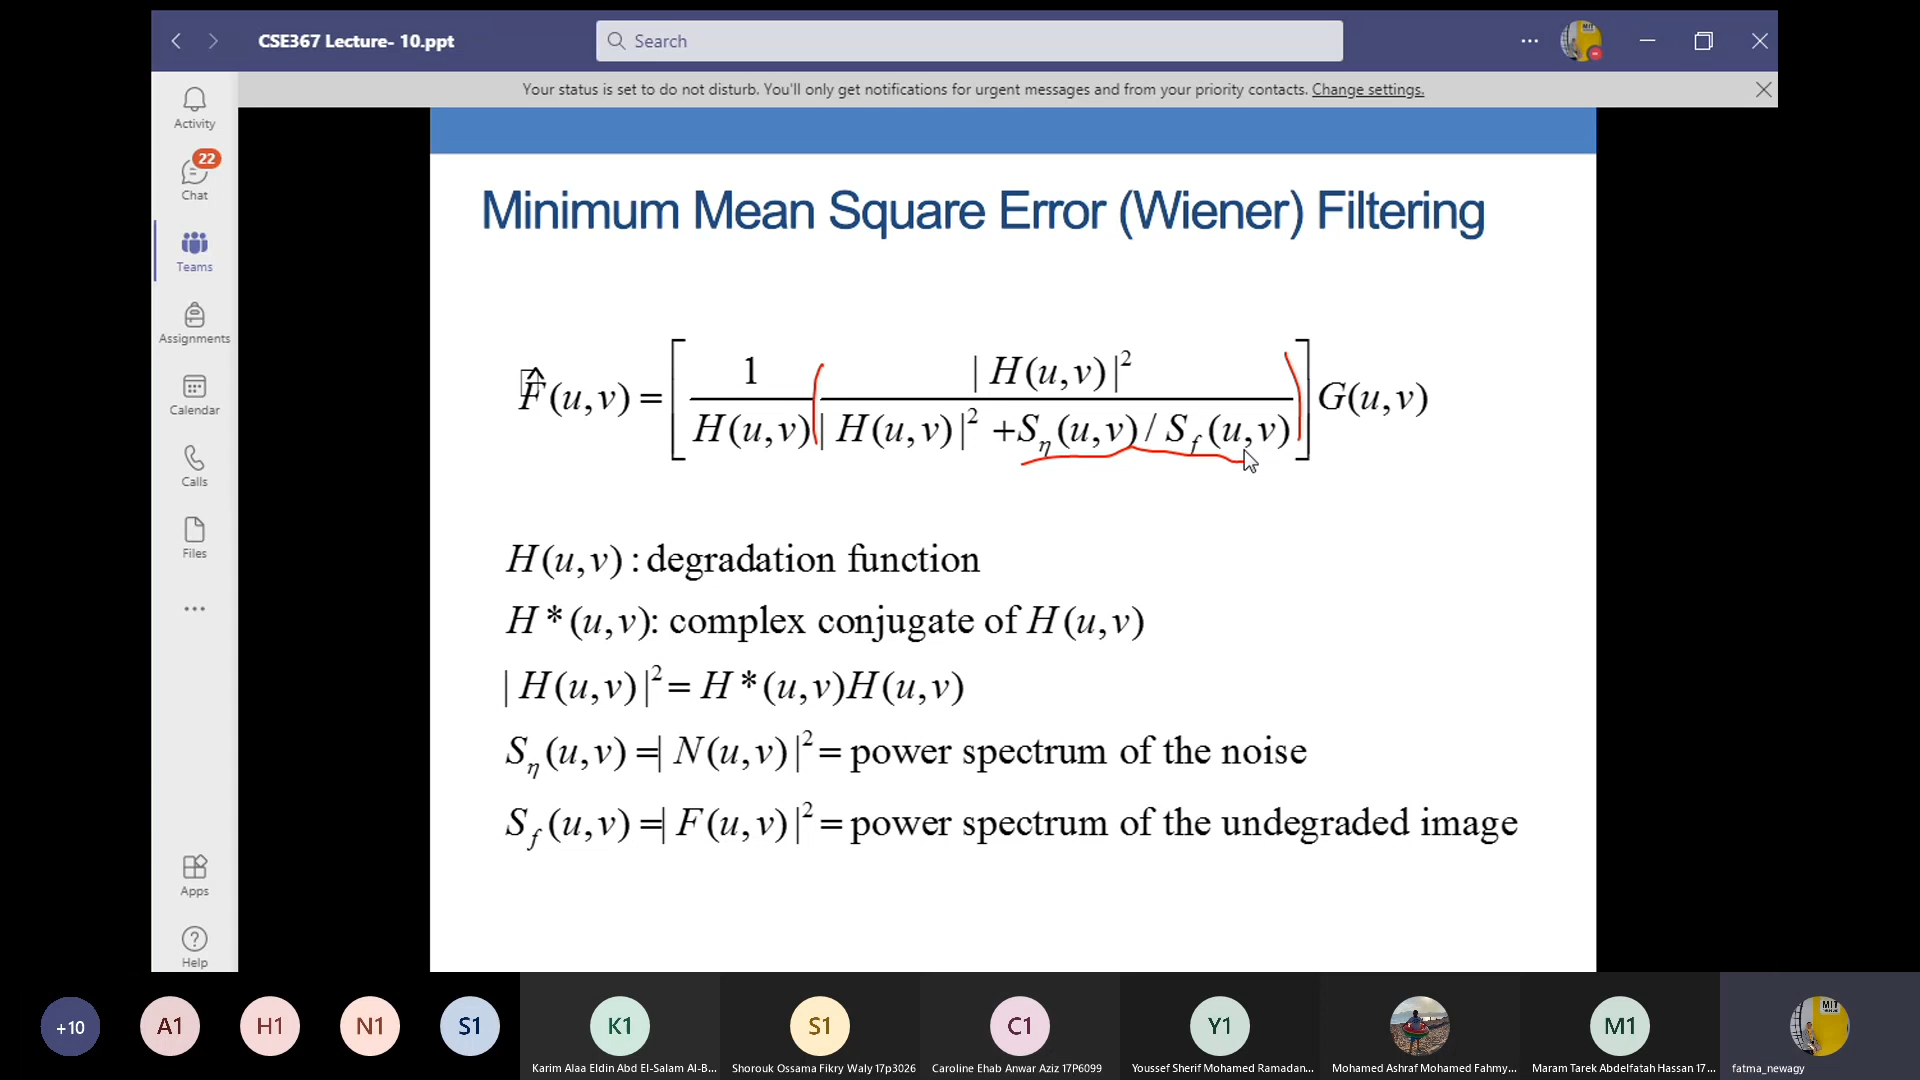 CSE367 Lecture- 10.ppt
Search
Your status is set to do not disturb. You'll only get notifications for urgent messages and from your priority contacts. Change settings.
Activity
22
Chat
Teams
Assignments
Calendar
Calls
Files
Apps
Help
Minimum Mean Square Error (Wiener) Filtering
F̂(u,v) = [ 1 / H(u,v) | H(u,v) |² / | H(u,v) |² + Sη(u,v) / Sf(u,v) ] G(u,v)
H(u,v) : degradation function
H *(u,v): complex conjugate of H(u,v)
| H(u,v) |² = H *(u,v)H(u,v)
Sη(u,v) =| N(u,v) |² = power spectrum of the noise
Sf(u,v) =| F(u,v) |² = power spectrum of the undegraded image
+10
A1
H1
N1
S1
K1
Karim Alaa Eldin Abd El-Salam Al-B...
S1
Shorouk Ossama Fikry Waly 17p3026
C1
Caroline Ehab Anwar Aziz 17P6099
Y1
Youssef Sherif Mohamed Ramadan...
Mohamed Ashraf Mohamed Fahmy...
M1
Maram Tarek Abdelfatah Hassan 17...
MIT
fatma_newagy